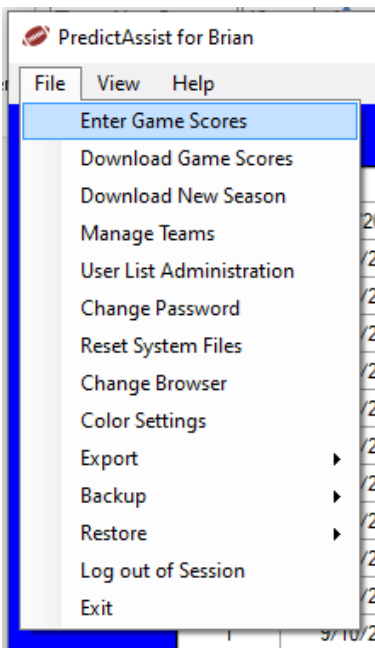 PredictAssist for Brian
File View Help
Enter Game Scores
Download Game Scores
Download New Season
Manage Teams
User List Administration
Change Password
Reset System Files
Change Browser
Color Settings
Export
Backup
Restore
Log out of Session
Exit
1